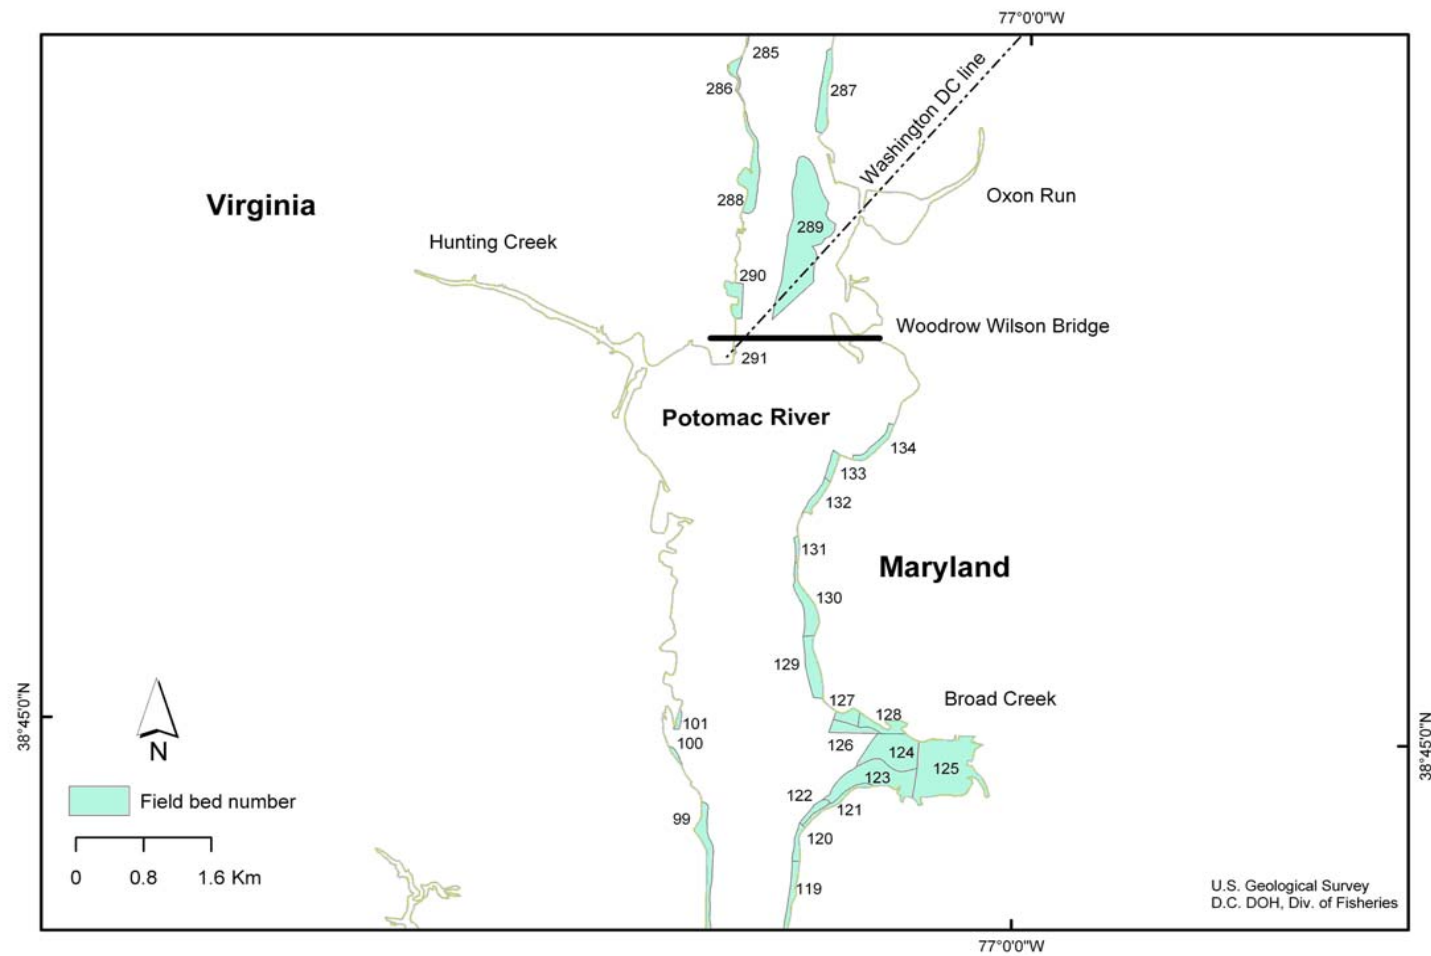 77°0'0"W
285
286
287
Washington DC line
Oxon Run
Virginia
288
289
Hunting Creek
290
Woodrow Wilson Bridge
291
Potomac River
134
133
132
131
Maryland
130
129
127
Broad Creek
128
38°45'0"N
101
100
126
124
38°45'0"N
125
123
N
122
Field bed number
121
99
120
0 0.8 1.6 Km
119
U.S. Geological Survey
D.C. DOH, Div. of Fisheries
77°0'0"W